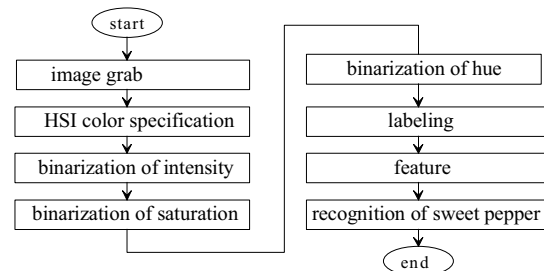 start
image grab
HSI color specification
binarization of intensity
binarization of saturation
binarization of hue
labeling
feature
recognition of sweet pepper
end